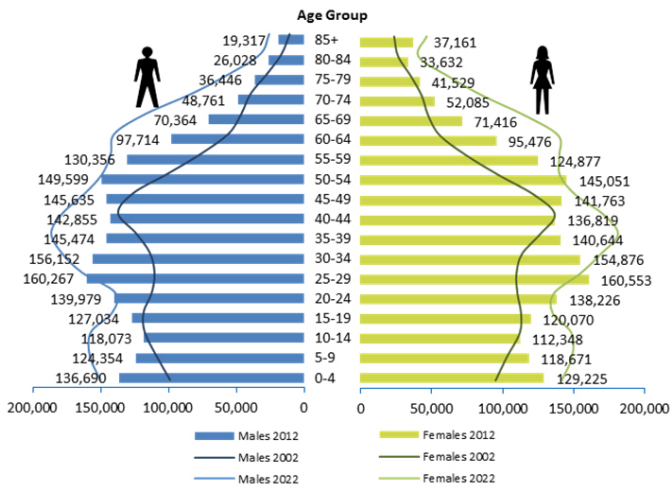 Age Group
19,317 85+ 37,161
26,028 80-84 33,632
36,446 75-79 41,529
48,761 70-74 52,085
70,364 65-69 71,416
97,714 60-64 95,476
130,356 55-59 124,877
149,599 50-54 145,051
145,635 45-49 141,763
142,855 40-44 136,819
145,474 35-39 140,644
156,152 30-34 154,876
160,267 25-29 160,553
139,979 20-24 138,226
127,034 15-19 120,070
118,073 10-14 112,348
124,354 5-9 118,671
136,690 0-4 129,225
200,000 150,000 100,000 50,000 0 0 50,000 100,000 150,000 200,000
Males 2012 Females 2012
Males 2002 Females 2002
Males 2022 Females 2022